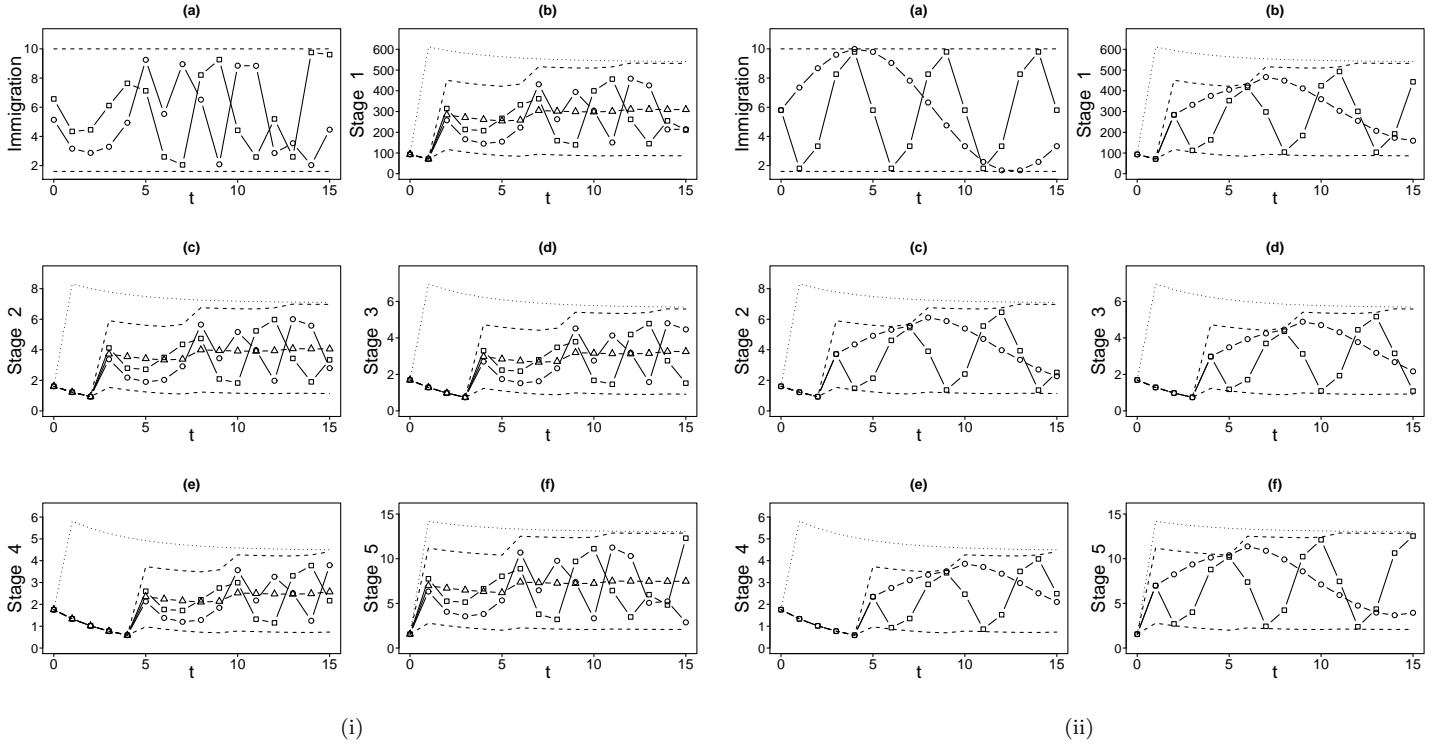 (a)
Immigration
10
8
6
4
2
0 5 10 15
t
(b)
Stage 1
600
500
400
300
200
100
0
0 5 10 15
t
(a)
Immigration
10
8
6
4
2
0 5 10 15
t
(b)
Stage 1
600
500
400
300
200
100
0
0 5 10 15
t
(c)
Stage 2
8
6
4
2
0
0 5 10 15
t
(d)
Stage 3
6
4
2
0
0 5 10 15
t
(c)
Stage 2
8
6
4
2
0
0 5 10 15
t
(d)
Stage 3
6
4
2
0
0 5 10 15
t
(e)
Stage 4
6
5
4
3
2
1
0
0 5 10 15
t
(f)
Stage 5
15
10
5
0
0 5 10 15
t
(e)
Stage 4
6
5
4
3
2
1
0
0 5 10 15
t
(f)
Stage 5
15
10
5
0
0 5 10 15
t
(i)
(ii)